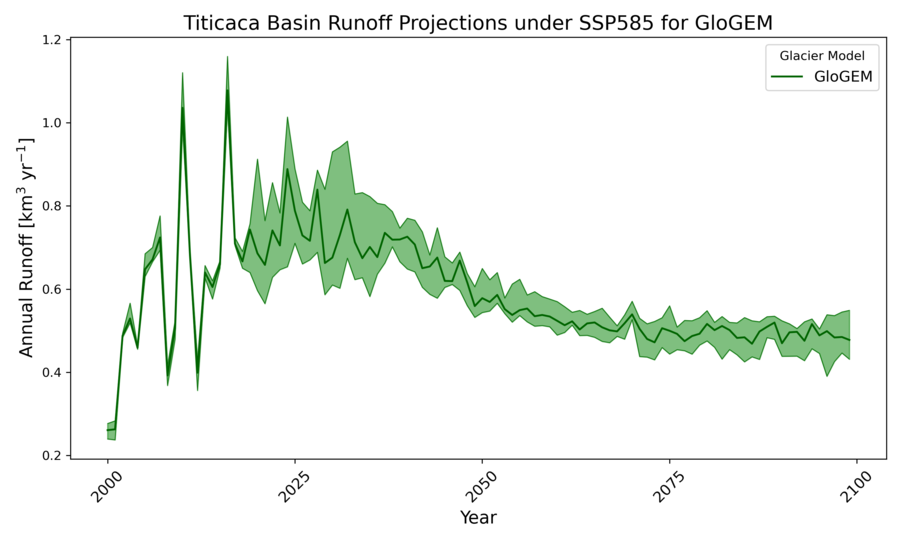 Titicaca Basin Runoff Projections under SSP585 for GloGEM
1.2
1.0
0.8
0.6
0.4
0.2
Annual Runoff [km³ yr⁻¹]
Glacier Model
GloGEM
2000
2025
2050
2075
2100
Year